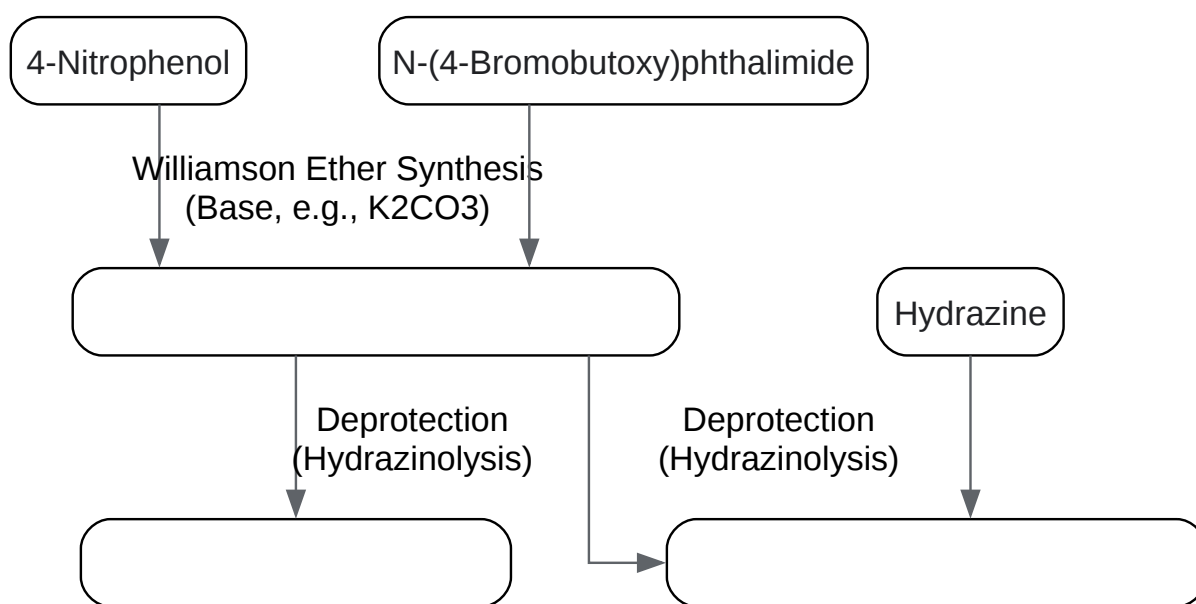 4-Nitrophenol
N-(4-Bromobutoxy)phthalimide
Williamson Ether Synthesis
(Base, e.g., K2CO3)
Hydrazine
Deprotection
(Hydrazinolysis)
Deprotection
(Hydrazinolysis)